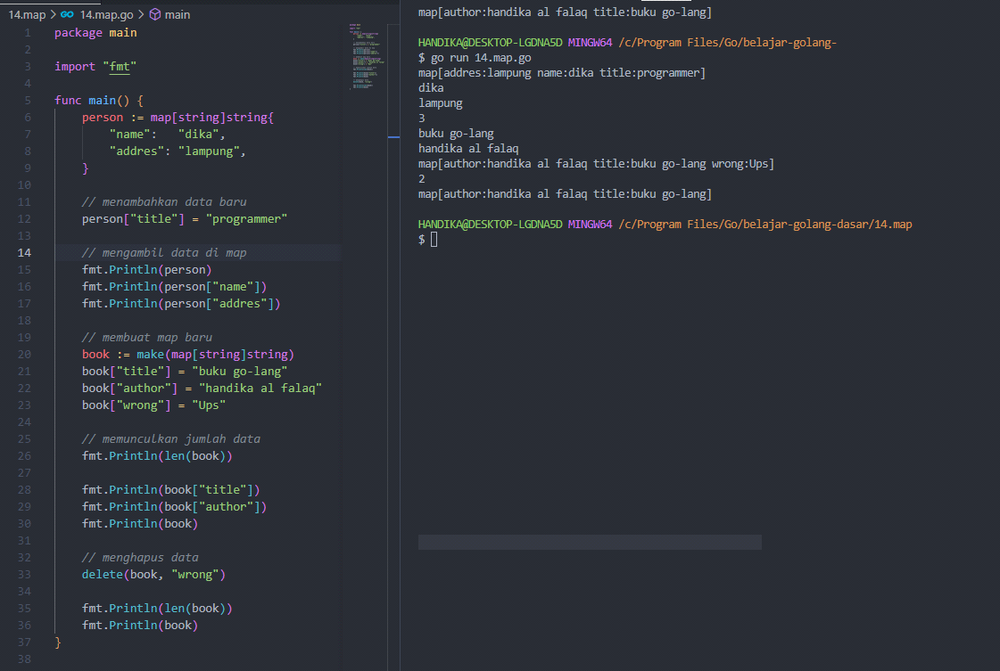 14.map > GO 14.map.go > main
1 package main
2
3 import "fmt"
4
5 func main() {
6 person := map[string]string{
7 "name":   "dika",
8 "addres": "lampung",
9 }
10
11 // menambahkan data baru
12 person["title"] = "programmer"
13
14 // mengambil data di map
15 fmt.Println(person)
16 fmt.Println(person["name"])
17 fmt.Println(person["addres"])
18
19 // membuat map baru
20 book := make(map[string]string)
21 book["title"] = "buku go-lang"
22 book["author"] = "handika al falaq"
23 book["wrong"] = "Ups"
24
25 // memunculkan jumlah data
26 fmt.Println(len(book))
27
28 fmt.Println(book["title"])
29 fmt.Println(book["author"])
30 fmt.Println(book)
31
32 // menghapus data
33 delete(book, "wrong")
34
35 fmt.Println(len(book))
36 fmt.Println(book)
37 }
38
map[author:handika al falaq title:buku go-lang]
HANDIKA@DESKTOP-LGDNA5D MINGW64 /c/Program Files/Go/belajar-golang-
$ go run 14.map.go
map[addres:lampung name:dika title:programmer]
dika
lampung
3
buku go-lang
handika al falaq
map[author:handika al falaq title:buku go-lang wrong:Ups]
2
map[author:handika al falaq title:buku go-lang]
HANDIKA@DESKTOP-LGDNA5D MINGW64 /c/Program Files/Go/belajar-golang-dasar/14.map
$